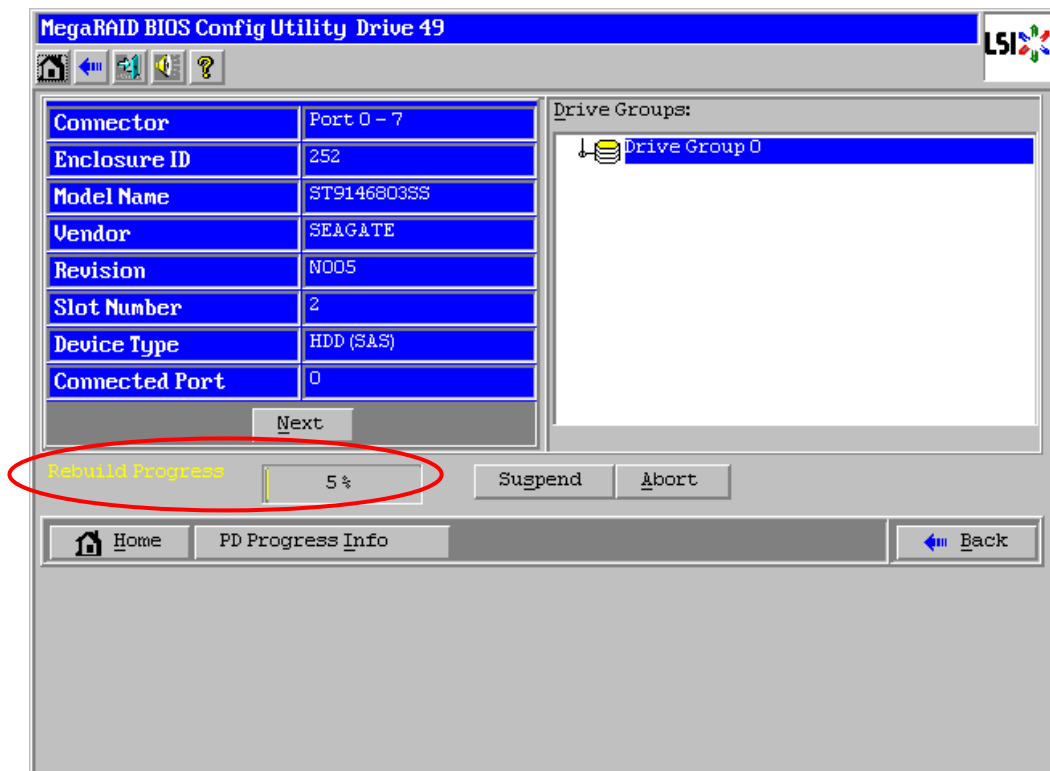 MegaRAID BIOS Config Utility Drive 49
LSI
Connector Port 0 - 7
Enclosure ID 252
Model Name ST9146803SS
Vendor SEAGATE
Revision N005
Slot Number 2
Device Type HDD (SAS)
Connected Port 0
Next
Drive Groups:
Drive Group 0
Rebuild Progress 5% Suspend Abort
Home PD Progress Info Back